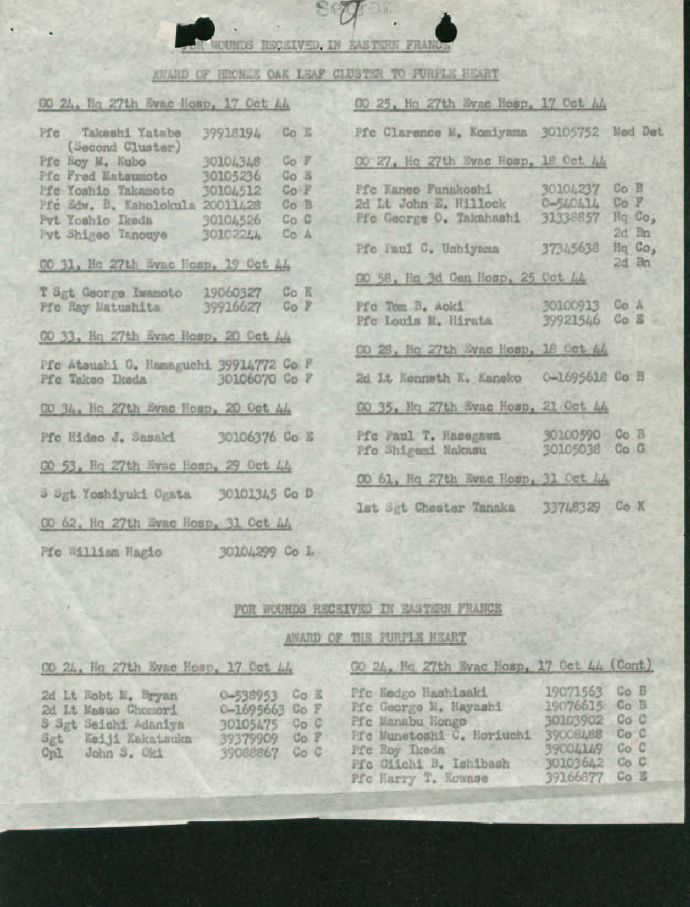 Secret
FOR WOUNDS RECEIVED IN EASTERN FRANCE
AWARD OF BRONZE OAK LEAF CLUSTER TO PURPLE HEART
GO 24, Hq 27th Evac Hosp, 17 Oct 44
Pfc Takeshi Yatabe 39918194 Co E
(Second Cluster)
Pfc Roy M. Kubo 30104348 Co F
Pfc Fred Matsumoto 30105236 Co E
Pfc Yoshio Takamoto 30104512 Co F
Pfc Edw. B. Kaholokula 20011428 Co B
Pvt Yoshio Ikeda 30104526 Co C
Pvt Shigeo Tanouye 30102244 Co A
GO 31, Hq 27th Evac Hosp, 19 Oct 44
T Sgt George Iwamoto 19060327 Co K
Pfc Ray Matushita 39916627 Co F
GO 33, Hq 27th Evac Hosp, 20 Oct 44
Pfc Atsushi G. Hamaguchi 39914772 Co F
Pfc Takeo Ikeda 30106070 Co F
GO 34, Hq 27th Evac Hosp, 20 Oct 44
Pfc Hideo J. Sasaki 30106376 Co E
GO 53, Hq 27th Evac Hosp, 29 Oct 44
S Sgt Yoshiyuki Ogata 30101345 Co D
GO 62, Hq 27th Evac Hosp, 31 Oct 44
Pfc William Hagio 30104299 Co L
GO 25, Hq 27th Evac Hosp, 17 Oct 44
Pfc Clarence M. Komiyama 30105752 Med Det
GO 27, Hq 27th Evac Hosp, 18 Oct 44
Pfc Kaneo Funakoshi 30104237 Co B
2d Lt John E. Hillock 0-540414 Co F
Pfc George O. Takahashi 31338857 Hq Co,
2d Bn
Pfc Paul C. Ushiyama 37345638 Hq Co,
2d Bn
GO 58, Hq 3d Gen Hosp, 25 Oct 44
Pfc Tom B. Aoki 30100913 Co A
Pfc Louis M. Hirata 39921546 Co E
GO 28, Hq 27th Evac Hosp, 18 Oct 44
2d Lt Kenneth K. Kaneko 0-1695618 Co B
GO 35, Hq 27th Evac Hosp, 21 Oct 44
Pfc Paul T. Hasegawa 30100590 Co B
Pfc Shigemi Nakasu 30105038 Co G
GO 61, Hq 27th Evac Hosp, 31 Oct 44
1st Sgt Chester Tanaka 33748329 Co K
FOR WOUNDS RECEIVED IN EASTERN FRANCE
AWARD OF THE PURPLE HEART
GO 24, Hq 27th Evac Hosp, 17 Oct 44
2d Lt Robt M. Bryan 0-538953 Co E
2d Lt Masuo Chomori 0-1695663 Co F
S Sgt Seichi Adaniya 30105475 Co C
Sgt Keiji Kakatsuka 39379909 Co F
Cpl John S. Oki 39088867 Co C
GO 24, Hq 27th Evac Hosp, 17 Oct 44 (Cont)
Pfc Kedgo Hashisaki 19071563 Co B
Pfc George M. Hayashi 19076615 Co B
Pfc Manabu Hongo 30103902 Co C
Pfc Munetoshi C. Horiuchi 39008488 Co C
Pfc Roy Ikeda 39004149 Co C
Pfc Ciichi B. Ishibash 30103642 Co C
Pfc Harry T. Kowase 39166877 Co E